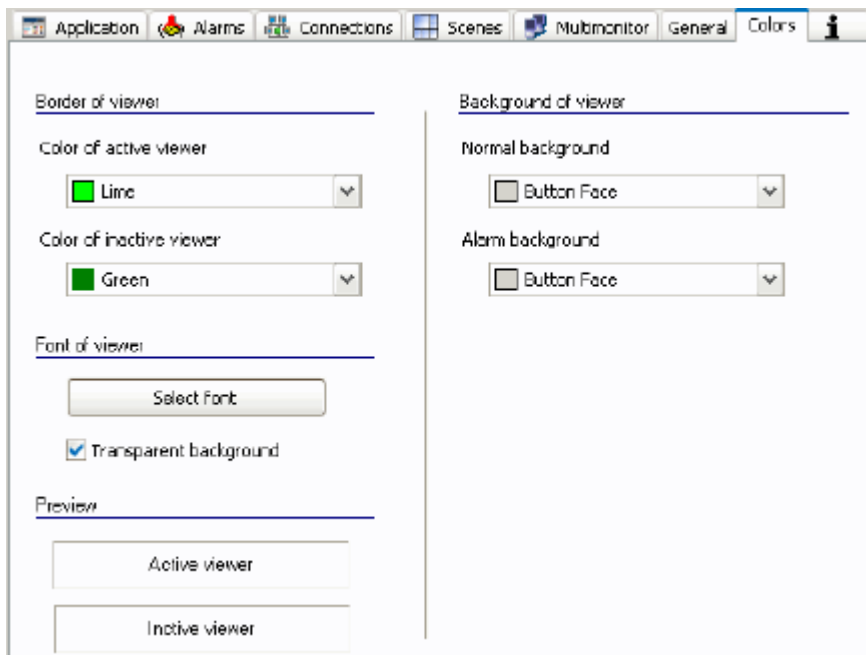 Application Alarms Connections Scenes Multimonitor General Colors
Border of viewer
Color of active viewer
Lime
Color of inactive viewer
Green
Font of viewer
Select font
Transparent background
Preview
Active viewer
Inctive viewer
Background of viewer
Normal background
Button Face
Alarm background
Button Face